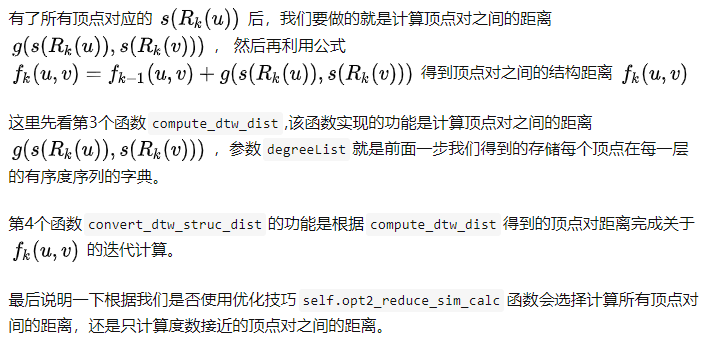 有了所有顶点对应的 s(R_k(u)) 后，我们要做的就是计算顶点对之间的距离
g(s(R_k(u)), s(R_k(v))) ， 然后再利用公式
f_k(u, v) = f_{k-1}(u, v) + g(s(R_k(u)), s(R_k(v))) 得到顶点对之间的结构距离 f_k(u, v)
这里先看第3个函数 compute_dtw_dist ,该函数实现的功能是计算顶点对之间的距离
g(s(R_k(u)), s(R_k(v))) ，参数 degreeList 就是前面一步我们得到的存储每个顶点在每一层
的有序度序列的字典。
第4个函数 convert_dtw_struc_dist 的功能是根据 compute_dtw_dist 得到的顶点对距离完成关于
f_k(u, v) 的迭代计算。
最后说明一下根据我们是否使用优化技巧 self.opt2_reduce_sim_calc 函数会选择计算所有顶点对
间的距离，还是只计算度数接近的顶点对之间的距离。